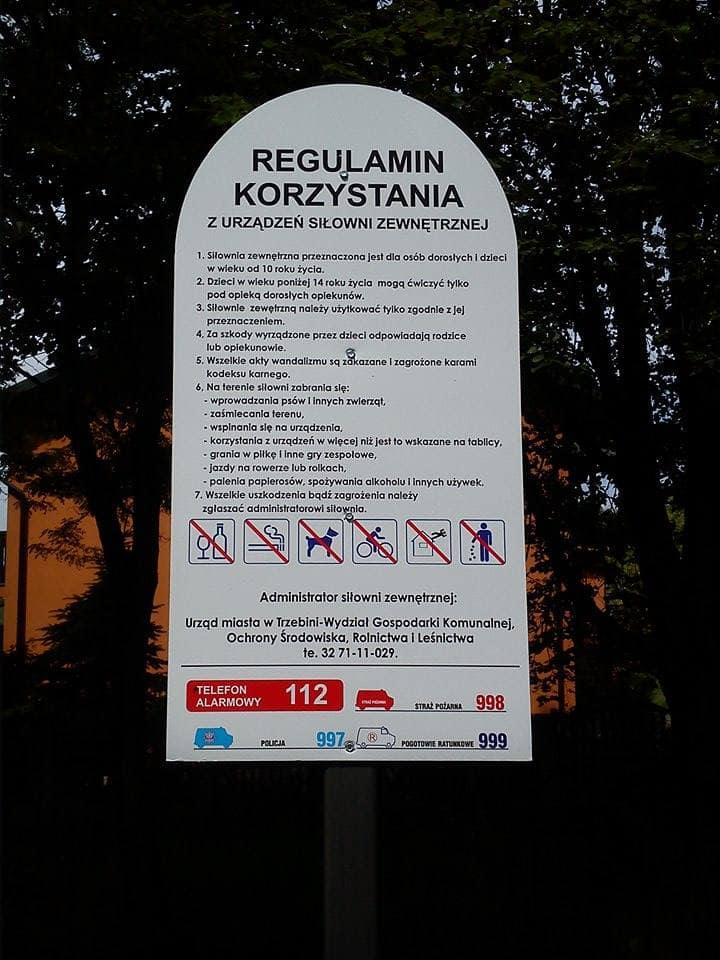 REGULAMIN
KORZYSTANIA
Z URZĄDZEŃ SIŁOWNI ZEWNĘTRZNEJ
1. Siłownia zewnętrzna przeznaczona jest dla osób dorosłych i dzieci
w wieku od 10 roku życia.
2. Dzieci w wieku poniżej 14 roku życia mogą ćwiczyć tylko
pod opieką dorosłych opiekunów.
3. Siłownie zewętrzną należy użytkować tylko zgodnie z jej
przeznaczeniem.
4. Za szkody wyrządzone przez dzieci odpowiadają rodzice
lub opiekunowie.
5. Wszelkie akty wandalizmu są zakazane i zagrożone karami
kodeksu karnego.
6, Na terenie siłowni zabrania się:
- wprowadzania psów i innych zwierząt,
- zaśmiecania terenu,
- wspinania się na urządzenia,
- korzystania z urządzeń w więcej niż jest to wskazane na tablicy,
- grania w piłkę i inne gry zespołowe,
- jazdy na rowerze lub rolkach,
- palenia papierosów, spożywania alkoholu i innych używek.
7. Wszelkie uszkodzenia bądź zagrożenia należy
zgłaszać administratorowi siłownia.
Administrator siłowni zewnętrznej:
Urząd miasta w Trzebini-Wydział Gospodarki Komunalnej,
Ochrony Środowiska, Rolnictwa i Leśnictwa
te. 32 71-11-029.
TELEFON
ALARMOWY 112
STRAŻ POŻARNA STRAŻ POŻARNA 998
POLICJA 997
R POGOTOWIE RATUNKOWE 999